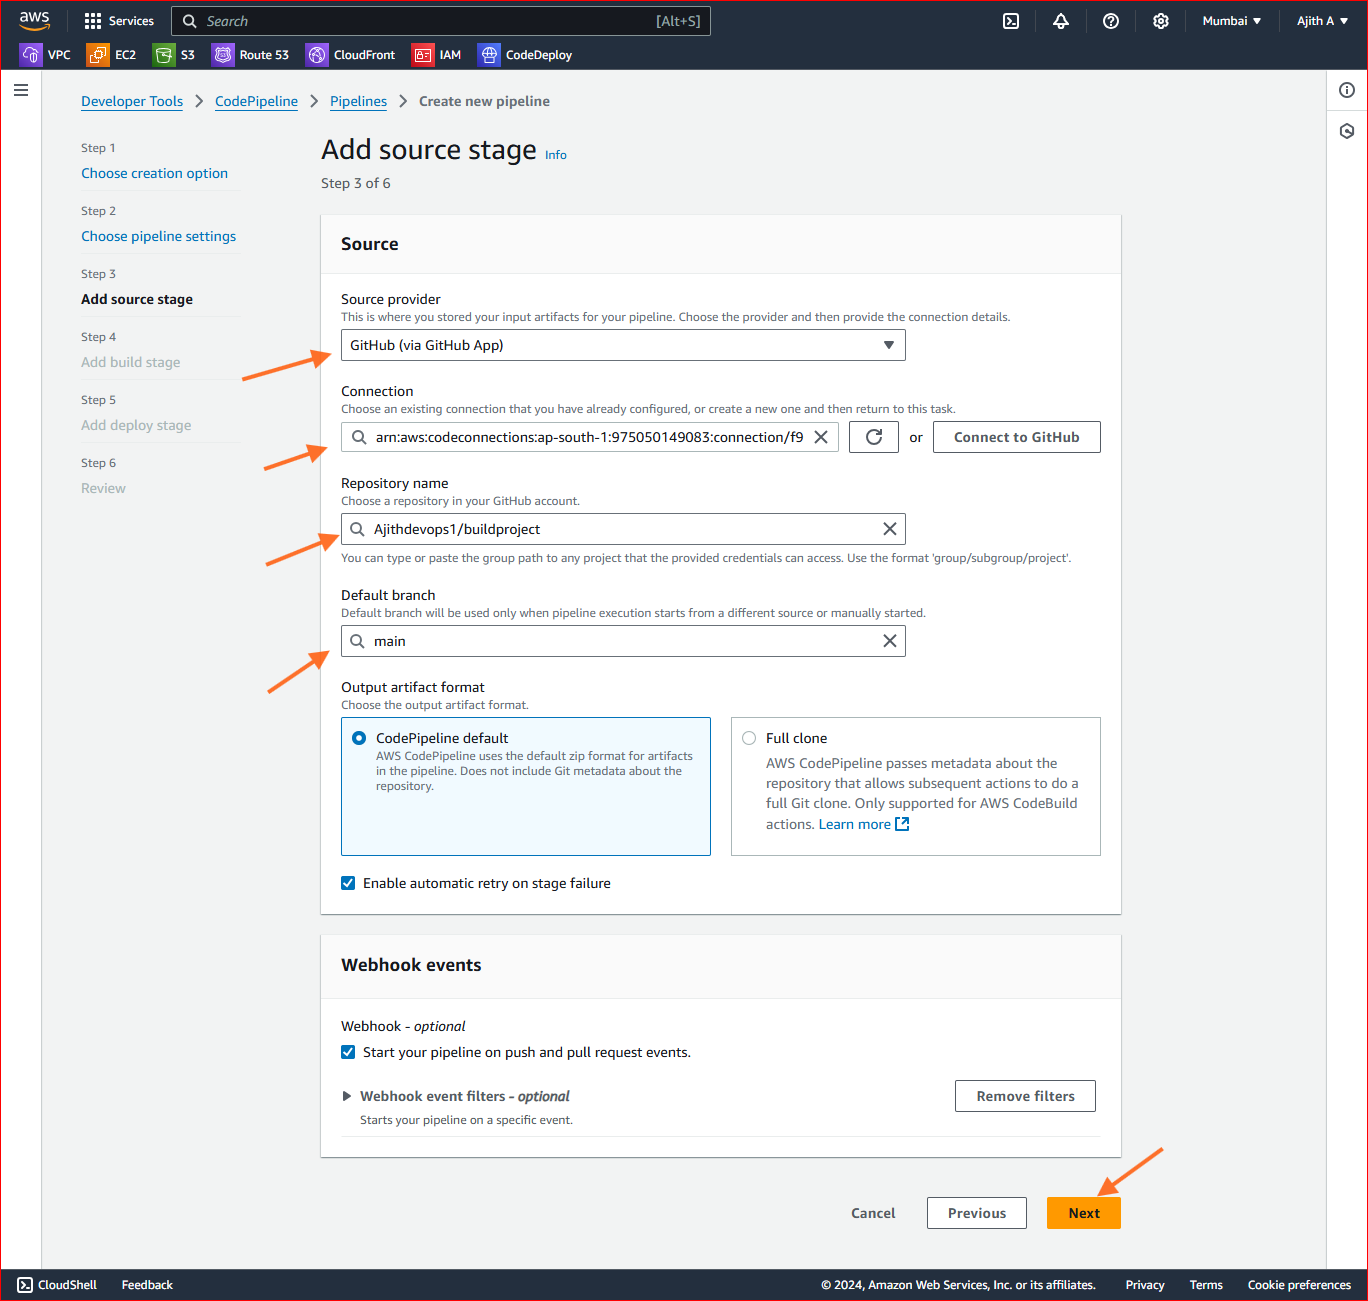 aws
Services
Search
[Alt+S]
Mumbai ▼
Ajith A ▼
VPC
EC2
S3
Route 53
CloudFront
IAM
CodeDeploy
Developer Tools > CodePipeline > Pipelines > Create new pipeline
Step 1
Choose creation option
Step 2
Choose pipeline settings
Step 3
Add source stage
Step 4
Add build stage
Step 5
Add deploy stage
Step 6
Review
Add source stage Info
Step 3 of 6
Source
Source provider
This is where you stored your input artifacts for your pipeline. Choose the provider and then provide the connection details.
GitHub (via GitHub App)
Connection
Choose an existing connection that you have already configured, or create a new one and then return to this task.
arn:aws:codeconnections:ap-south-1:975050149083:connection/f9
or
Connect to GitHub
Repository name
Choose a repository in your GitHub account.
Ajithdevops1/buildproject
You can type or paste the group path to any project that the provided credentials can access. Use the format 'group/subgroup/project'.
Default branch
Default branch will be used only when pipeline execution starts from a different source or manually started.
main
Output artifact format
Choose the output artifact format.
CodePipeline default
AWS CodePipeline uses the default zip format for artifacts
in the pipeline. Does not include Git metadata about the
repository.
Full clone
AWS CodePipeline passes metadata about the
repository that allows subsequent actions to do a
full Git clone. Only supported for AWS CodeBuild
actions. Learn more
Enable automatic retry on stage failure
Webhook events
Webhook - optional
Start your pipeline on push and pull request events.
Webhook event filters - optional
Starts your pipeline on a specific event.
Remove filters
Cancel
Previous
Next
CloudShell
Feedback
© 2024, Amazon Web Services, Inc. or its affiliates.
Privacy
Terms
Cookie preferences